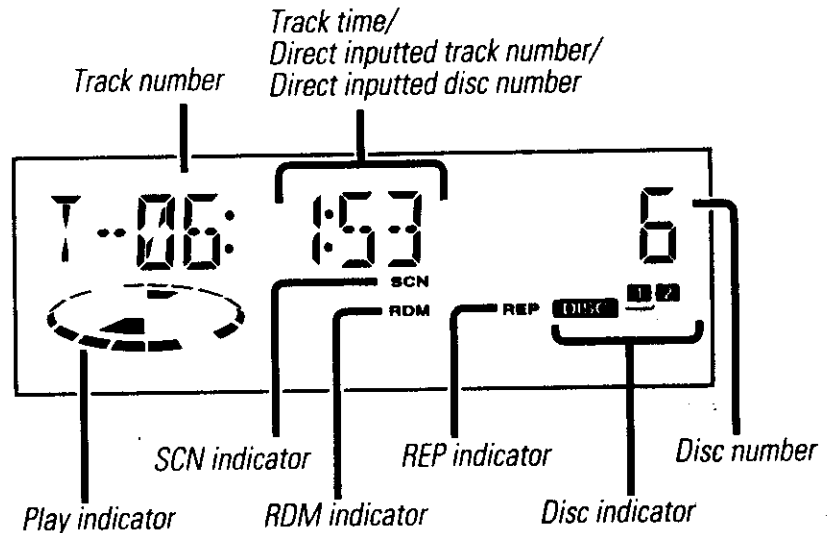 Track time/
Direct inputted track number/
Direct inputted disc number
Track number
T--06: 1:53 6
SCN
RDM REP DISC 1 2
SCN indicator REP indicator Disc number
Play indicator RDM indicator Disc indicator